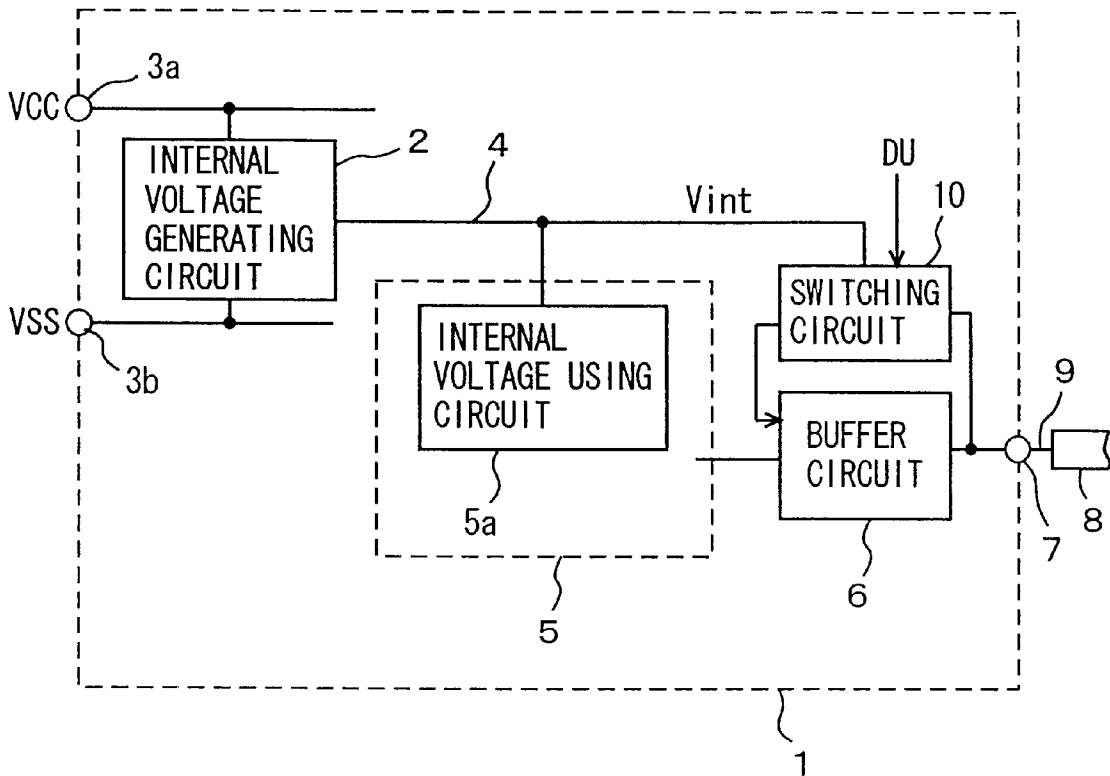 3a
VCC
INTERNAL
VOLTAGE
GENERATING
CIRCUIT
2
4
Vint
DU
10
VSS
3b
SWITCHING
CIRCUIT
INTERNAL
VOLTAGE USING
CIRCUIT
5a
BUFFER
CIRCUIT
9
8
7
6
5
1